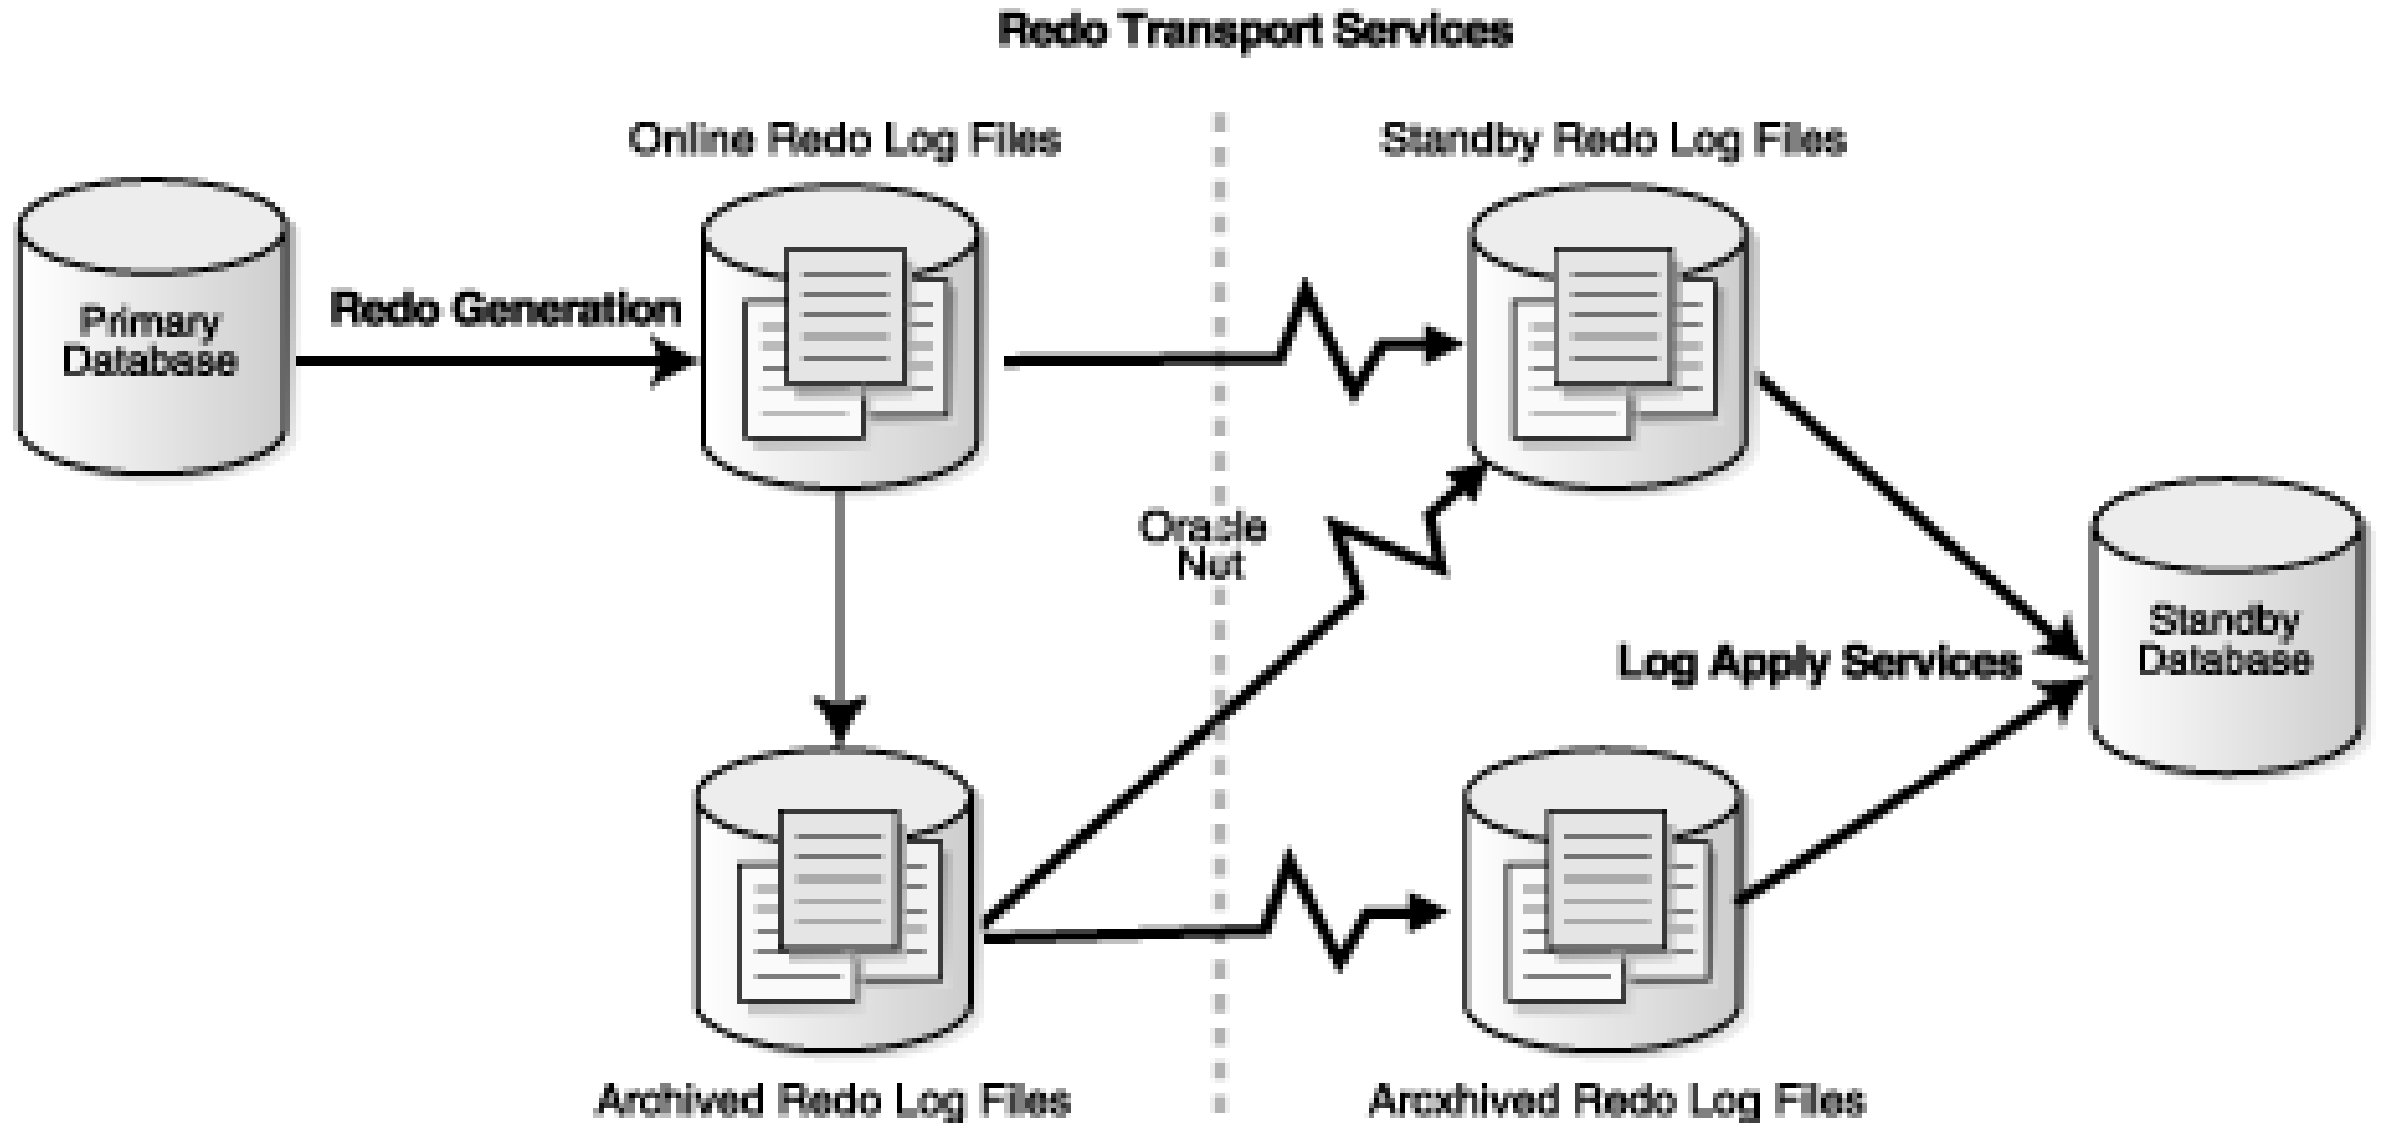 Redo Transport Services
Online Redo Log Files
Standby Redo Log Files
Primary
Database
Redo Generation
Oracle
Net
Standby
Database
Log Apply Services
Archived Redo Log Files
Arcxhived Redo Log Files